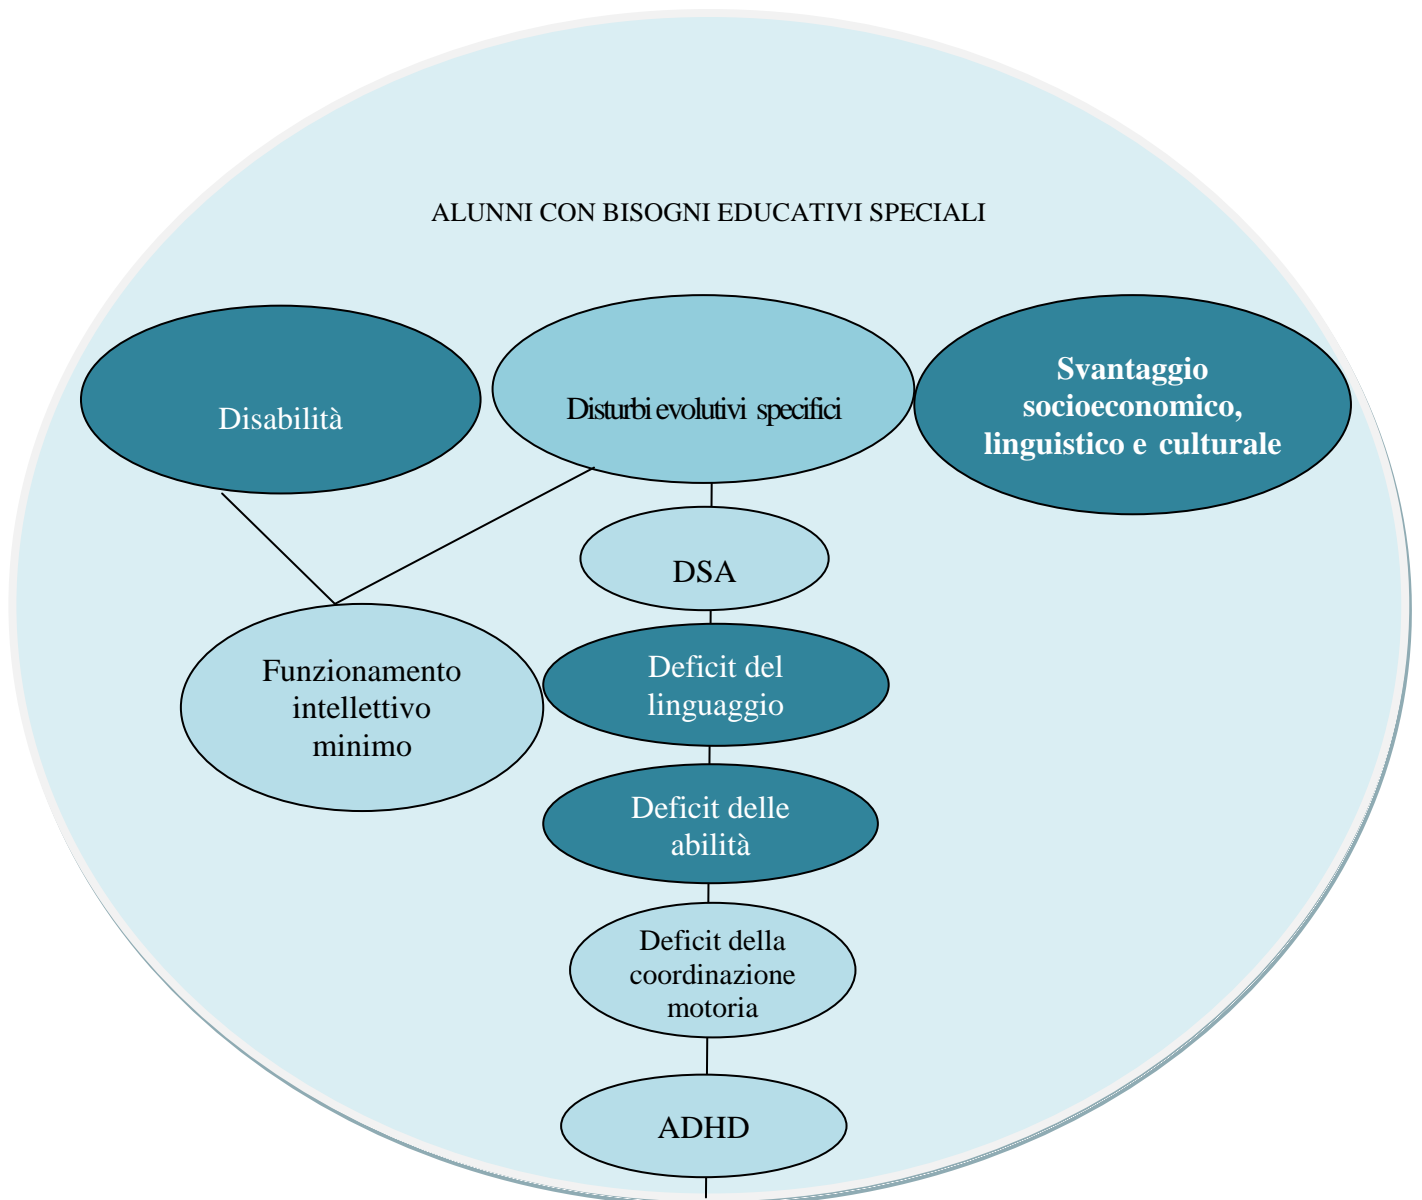 ALUNNI CON BISOGNI EDUCATIVI SPECIALI
Disabilità
Disturbi evolutivi specifici
Svantaggio
socioeconomico,
linguistico e culturale
DSA
Funzionamento
intellettivo
minimo
Deficit del
linguaggio
Deficit delle
abilità
Deficit della
coordinazione
motoria
ADHD